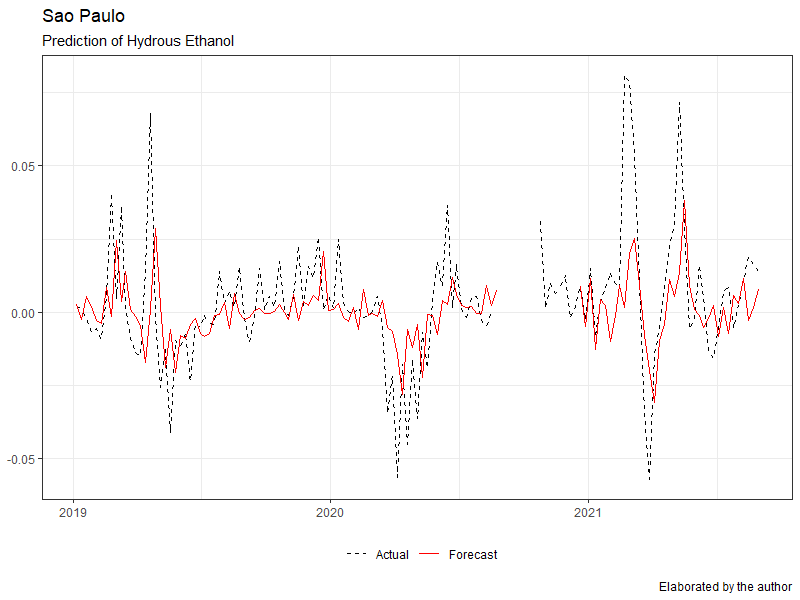 Sao Paulo
Prediction of Hydrous Ethanol
0.05
0.00
-0.05
2019 2020 2021
Actual Forecast
Elaborated by the author